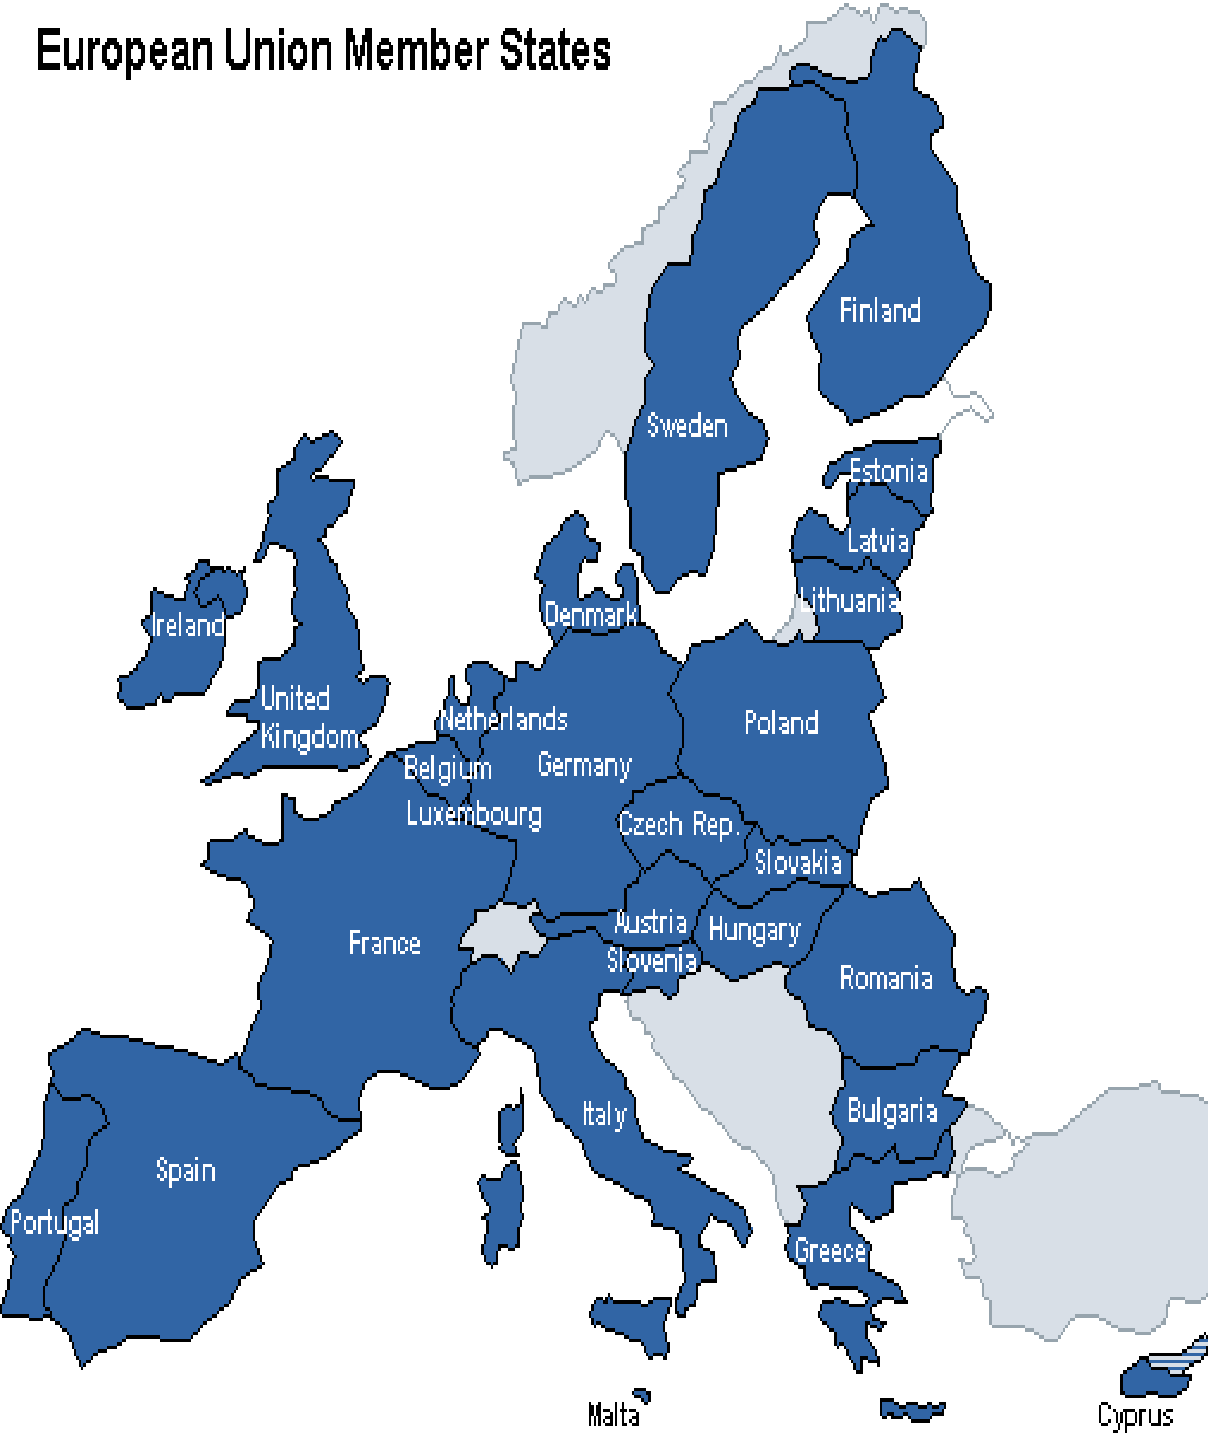 European Union Member States
Finland
Sweden
Estonia
Latvia
Lithuania
Denmark
Ireland
United
Kingdom
Netherlands
Poland
Belgium
Germany
Luxembourg
Czech Rep.
Slovakia
Austria
Hungary
France
Slovenia
Romania
Italy
Bulgaria
Spain
Portugal
Greece
Malta
Cyprus